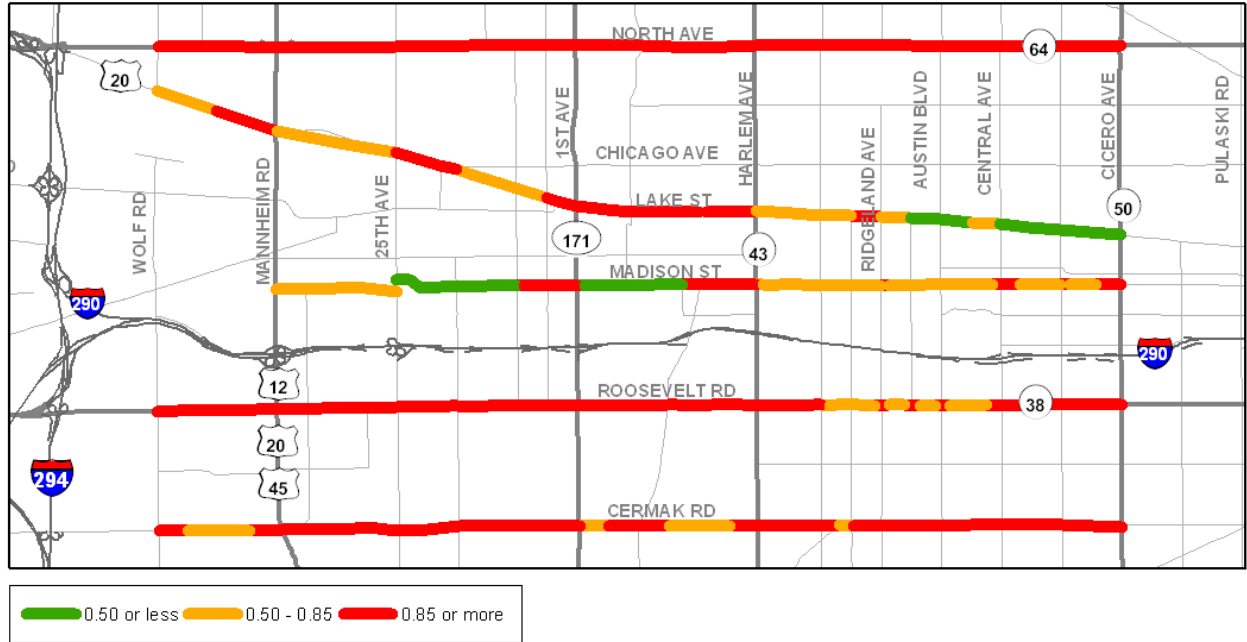 NORTH AVE
64
20
1ST AVE
HARLEM AVE
AUSTIN BLVD
CENTRAL AVE
CICERO AVE
PULASKI RD
CHICAGO AVE
WOLF RD
MANNHEIM RD
25TH AVE
LAKE ST
RIDGELAND AVE
50
171
43
MADISON ST
290
290
12
ROOSEVELT RD
38
20
294
45
CERMAK RD
0.50 or less
0.50 - 0.85
0.85 or more